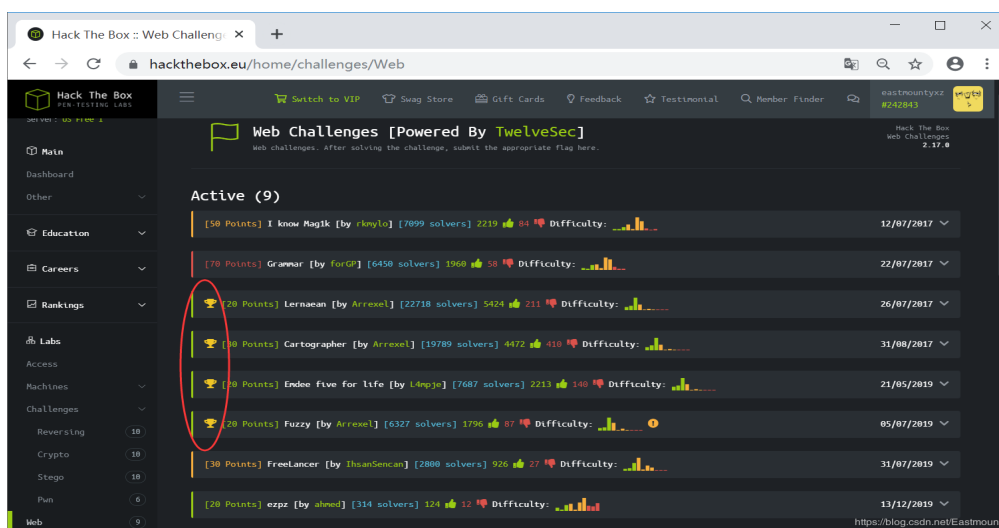 Hack The Box :: Web Challenge
hackthebox.eu/home/challenges/Web
Hack The Box
PEN-TESTING LABS
Switch to VIP Swag Store Gift Cards Feedback Testimonial Member Finder
eastmountyxz
#242843
Server: US Free 1
Main
Dashboard
Other
Education
Careers
Rankings
Labs
Access
Machines
Challenges
Reversing 10
Crypto 10
Stego 10
Pwn 6
Web 9
Web Challenges [Powered By TwelveSec]
Web challenges. After solving the challenge, submit the appropriate flag here.
Hack The Box
Web Challenges
2.17.0
Active (9)
[50 Points] I know Mag1k [by rkmylo] [7099 solvers] 2219 84 Difficulty: 12/07/2017
[70 Points] Grammar [by forGP] [6450 solvers] 1960 58 Difficulty: 22/07/2017
[20 Points] Lernaean [by Arrexel] [22718 solvers] 5424 211 Difficulty: 26/07/2017
0 Points] Cartographer [by Arrexel] [19789 solvers] 4472 410 Difficulty: 31/08/2017
[20 Points] Emdee five for life [by L4mpje] [7687 solvers] 2213 140 Difficulty: 21/05/2019
[20 Points] Fuzzy [by Arrexel] [6327 solvers] 1796 87 Difficulty: 05/07/2019
[30 Points] FreeLancer [by IhsanSencan] [2800 solvers] 926 27 Difficulty: 31/07/2019
[20 Points] ezpz [by ahmed] [314 solvers] 124 12 Difficulty: 13/12/2019
https://blog.csdn.net/Eastmount